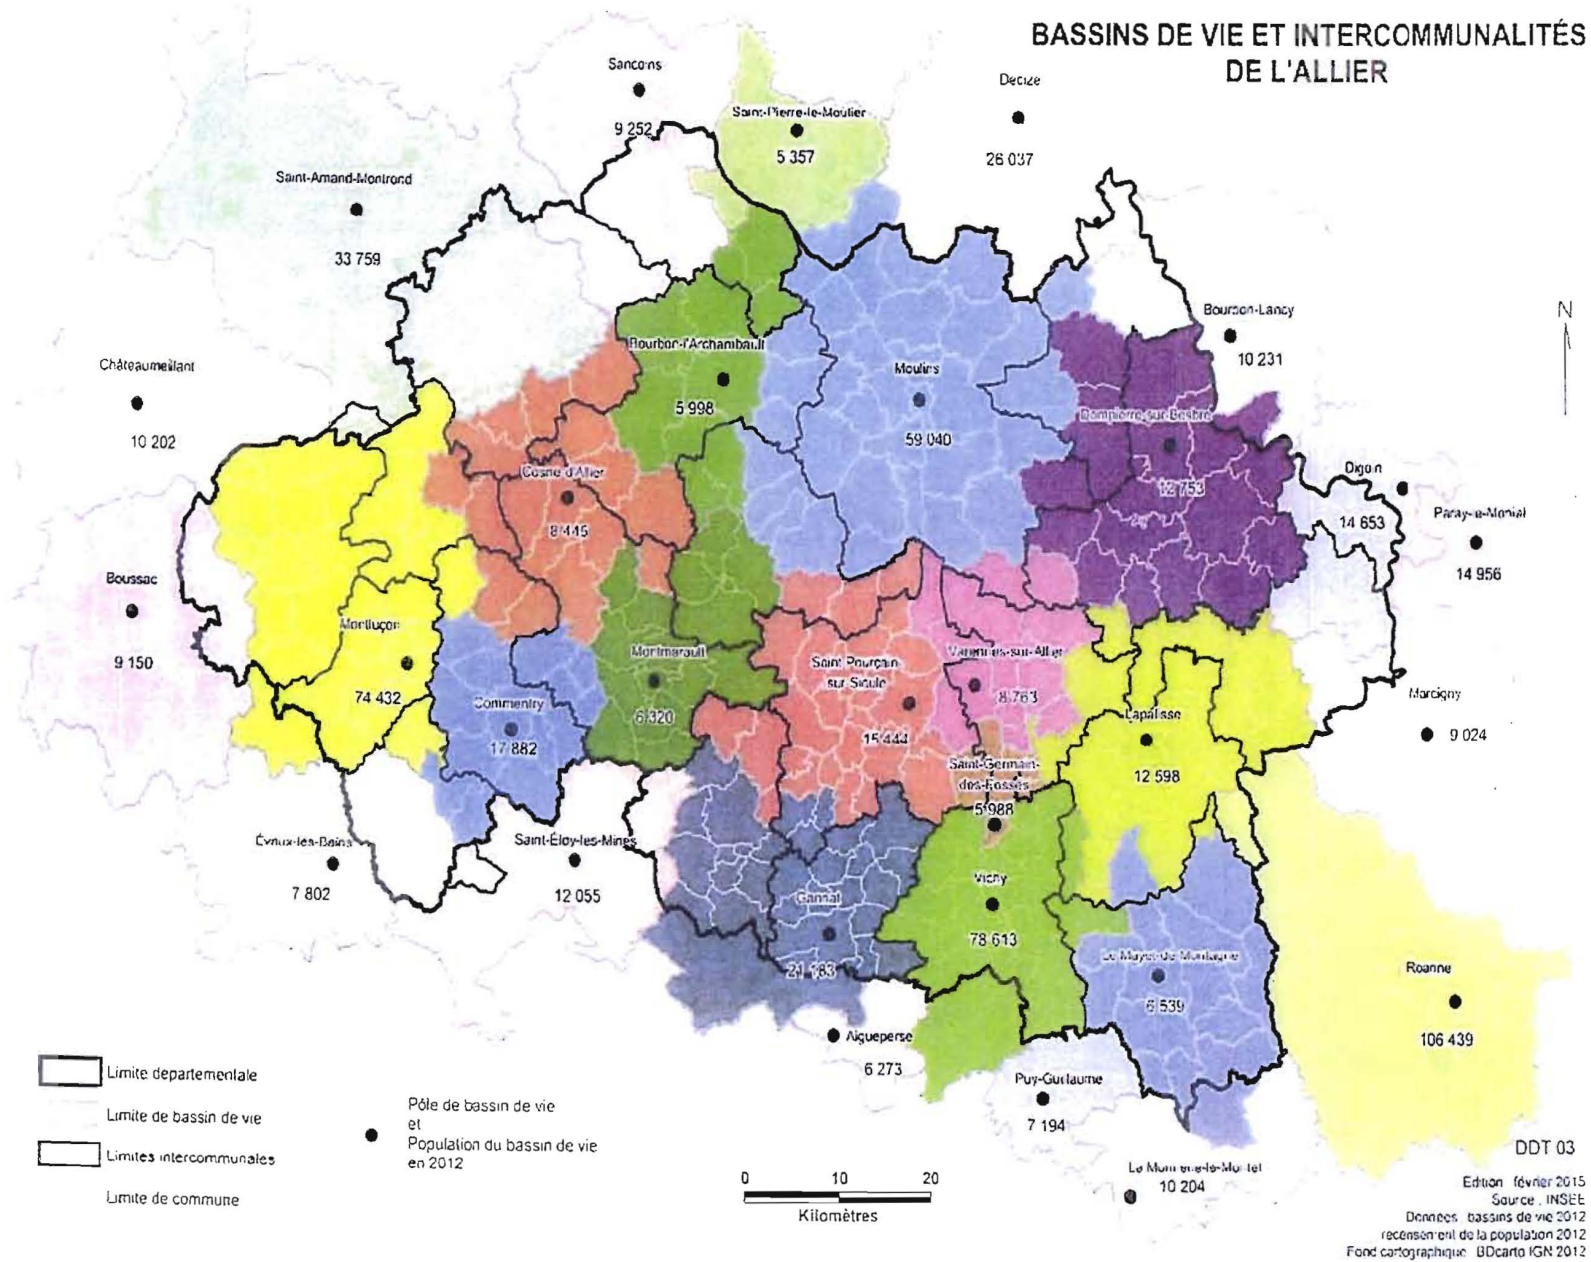 BASSINS DE VIE ET INTERCOMMUNALITÉS
DE L'ALLIER
Sancoins
9 252
Saint-Pierre-le-Moûtier
5 357
Decize
26 037
Saint-Amand-Montrond
33 759
N
Bourbon-Lancy
10 231
Châteaumeillant
10 202
Bourbon-l'Archambault
5 998
Moulins
59 040
Dompierre-sur-Besbre
12 753
Cosne-d'Allier
8 445
Digoin
14 653
Paray-le-Monial
14 956
Boussac
9 150
Montluçon
74 432
Commentry
17 882
Montmarault
6 320
Saint Pourçain-
sur-Sioule
15 444
Varennes-sur-Allier
8 763
Lapalisse
12 598
Marcigny
9 024
Saint-Germain-
des-Fossés
5 988
Évaux-les-Bains
7 802
Saint-Éloy-les-Mines
12 055
Gannat
21 183
Vichy
78 613
Le Mayet-de-Montagne
6 539
Roanne
106 439
Aigueperse
6 273
Puy-Guillaume
7 194
La Monnerie-le-Montel
10 204
Limite departementale
Limite de bassin de vie
Limites intercommunales
Limite de commune
Pôle de bassin de vie
et
Population du bassin de vie
en 2012
0 10 20
Kilomètres
DDT 03
Edition février 2015
Source . INSEE
Données bassins de vie 2012
recensement de la population 2012
Fond cartographique BDcarto IGN 2012